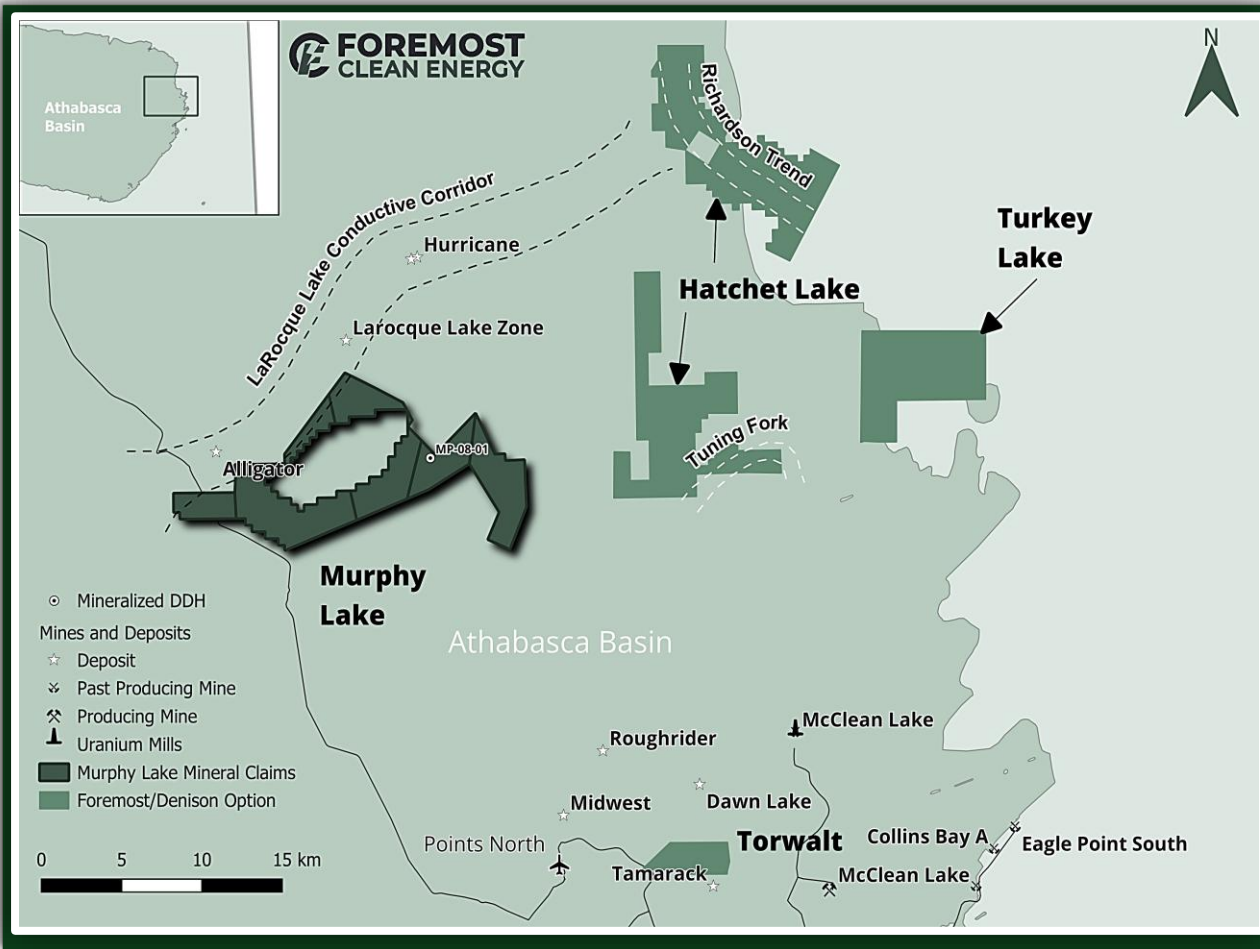 Athabasca
Basin
FOREMOST
CLEAN ENERGY
N
Richardson Trend
LaRocque Lake Conductive Corridor
Hurricane
Turkey
Lake
Hatchet Lake
Larocque Lake Zone
Tuning Fork
MP-08-01
Alligator
Murphy
Lake
Athabasca Basin
Mineralized DDH
Mines and Deposits
Deposit
Past Producing Mine
Producing Mine
Uranium Mills
Murphy Lake Mineral Claims
Foremost/Denison Option
0 5 10 15 km
McClean Lake
Roughrider
Midwest
Dawn Lake
Points North
Torwalt
Collins Bay A
Eagle Point South
Tamarack
McClean Lake